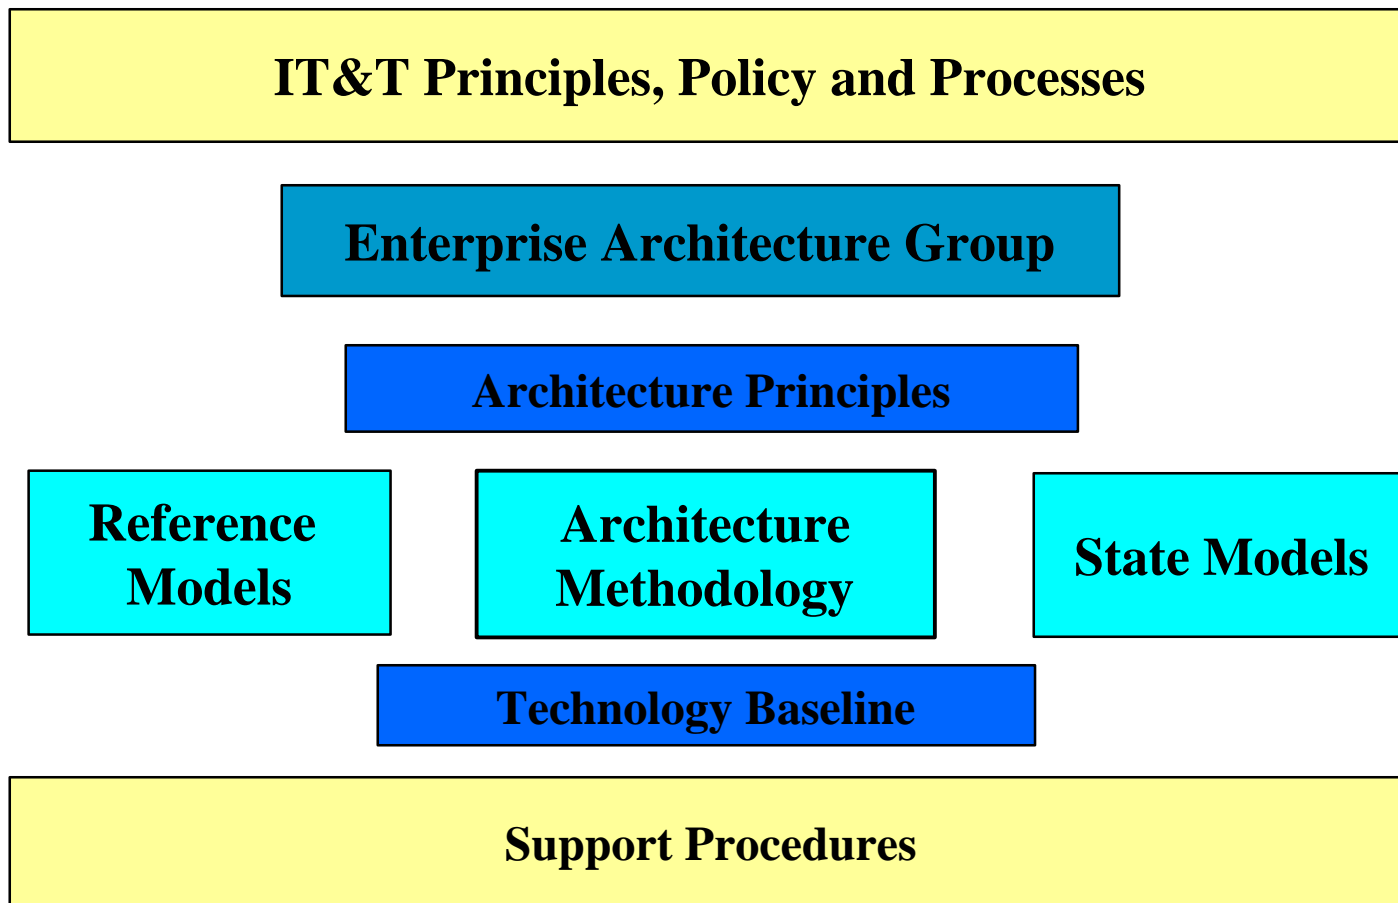 IT&T Principles, Policy and Processes
Enterprise Architecture Group
Architecture Principles
Reference
Models
Architecture
Methodology
State Models
Technology Baseline
Support Procedures